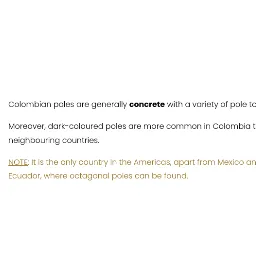 Colombian poles are generally concrete with a variety of pole to
Moreover, dark-coloured poles are more common in Colombia t
neighbouring countries.
NOTE: It is the only country in the Americas, apart from Mexico an
Ecuador, where octagonal poles can be found.